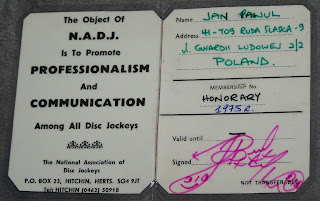 The Object Of
N.A.D.J.
Is To Promote
PROFESSIONALISM
And
COMMUNICATION
Among All Disc Jockeys
The National Association of
Disc Jockeys
P.O. BOX 23, HITCHIN, HERTS. SG4 9JT
Tel: HITCHIN (0462) 50918
Name JAN PAWUL
Address 41-709 RUDA ŚLĄSKA-9
J. GWARDII LUDOWEJ 2/2
POLAND.
MEMBERSHIP No
HONORARY
1975 r.
Valid until
Signed
NOT TRANSFERABLE